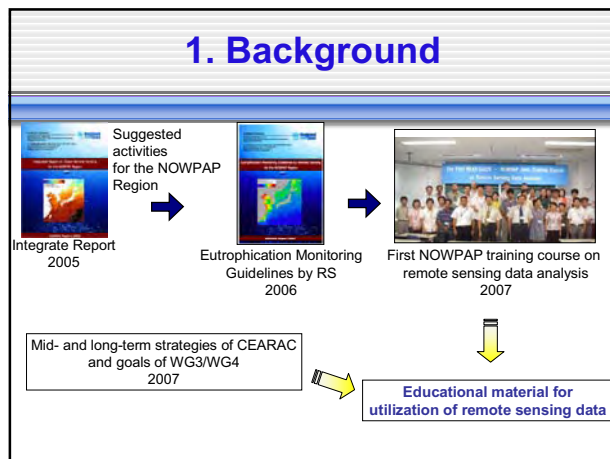 1. Background
Suggested
activities
for the NOWPAP
Region
Integrate Report
2005
Eutrophication Monitoring
Guidelines by RS
2006
First NOWPAP training course on
remote sensing data analysis
2007
Mid- and long-term strategies of CEARAC
and goals of WG3/WG4
2007
Educational material for
utilization of remote sensing data